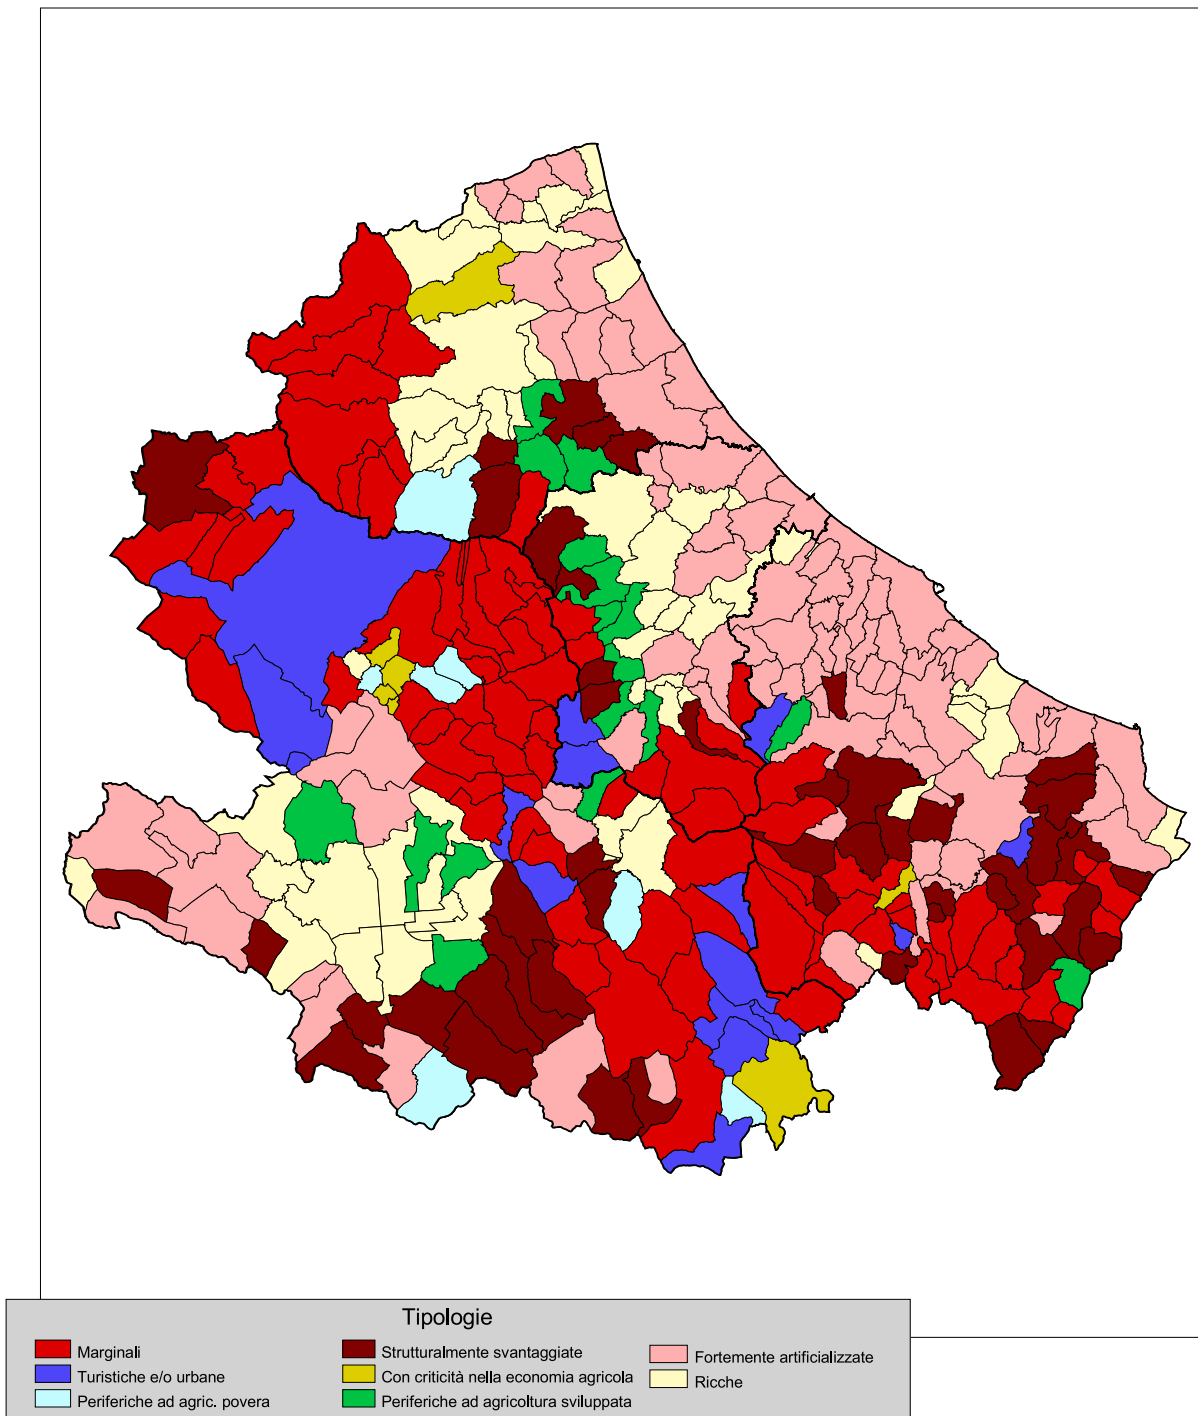 Tipologie
Marginali
Turistiche e/o urbane
Periferiche ad agric. povera
Strutturalmente svantaggiate
Con criticità nella economia agricola
Periferiche ad agricoltura sviluppata
Fortemente artificializzate
Ricche